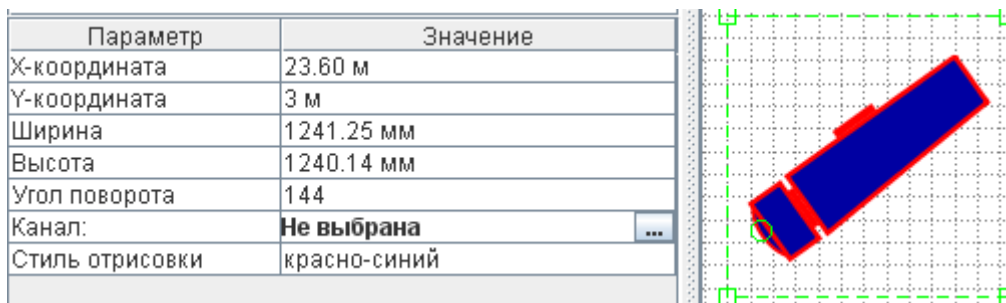 Параметр Значение
X-координата 23.60 м
Y-координата 3 м
Ширина 1241.25 мм
Высота 1240.14 мм
Угол поворота 144
Канал: Не выбрана ...
Стиль отрисовки красно-синий